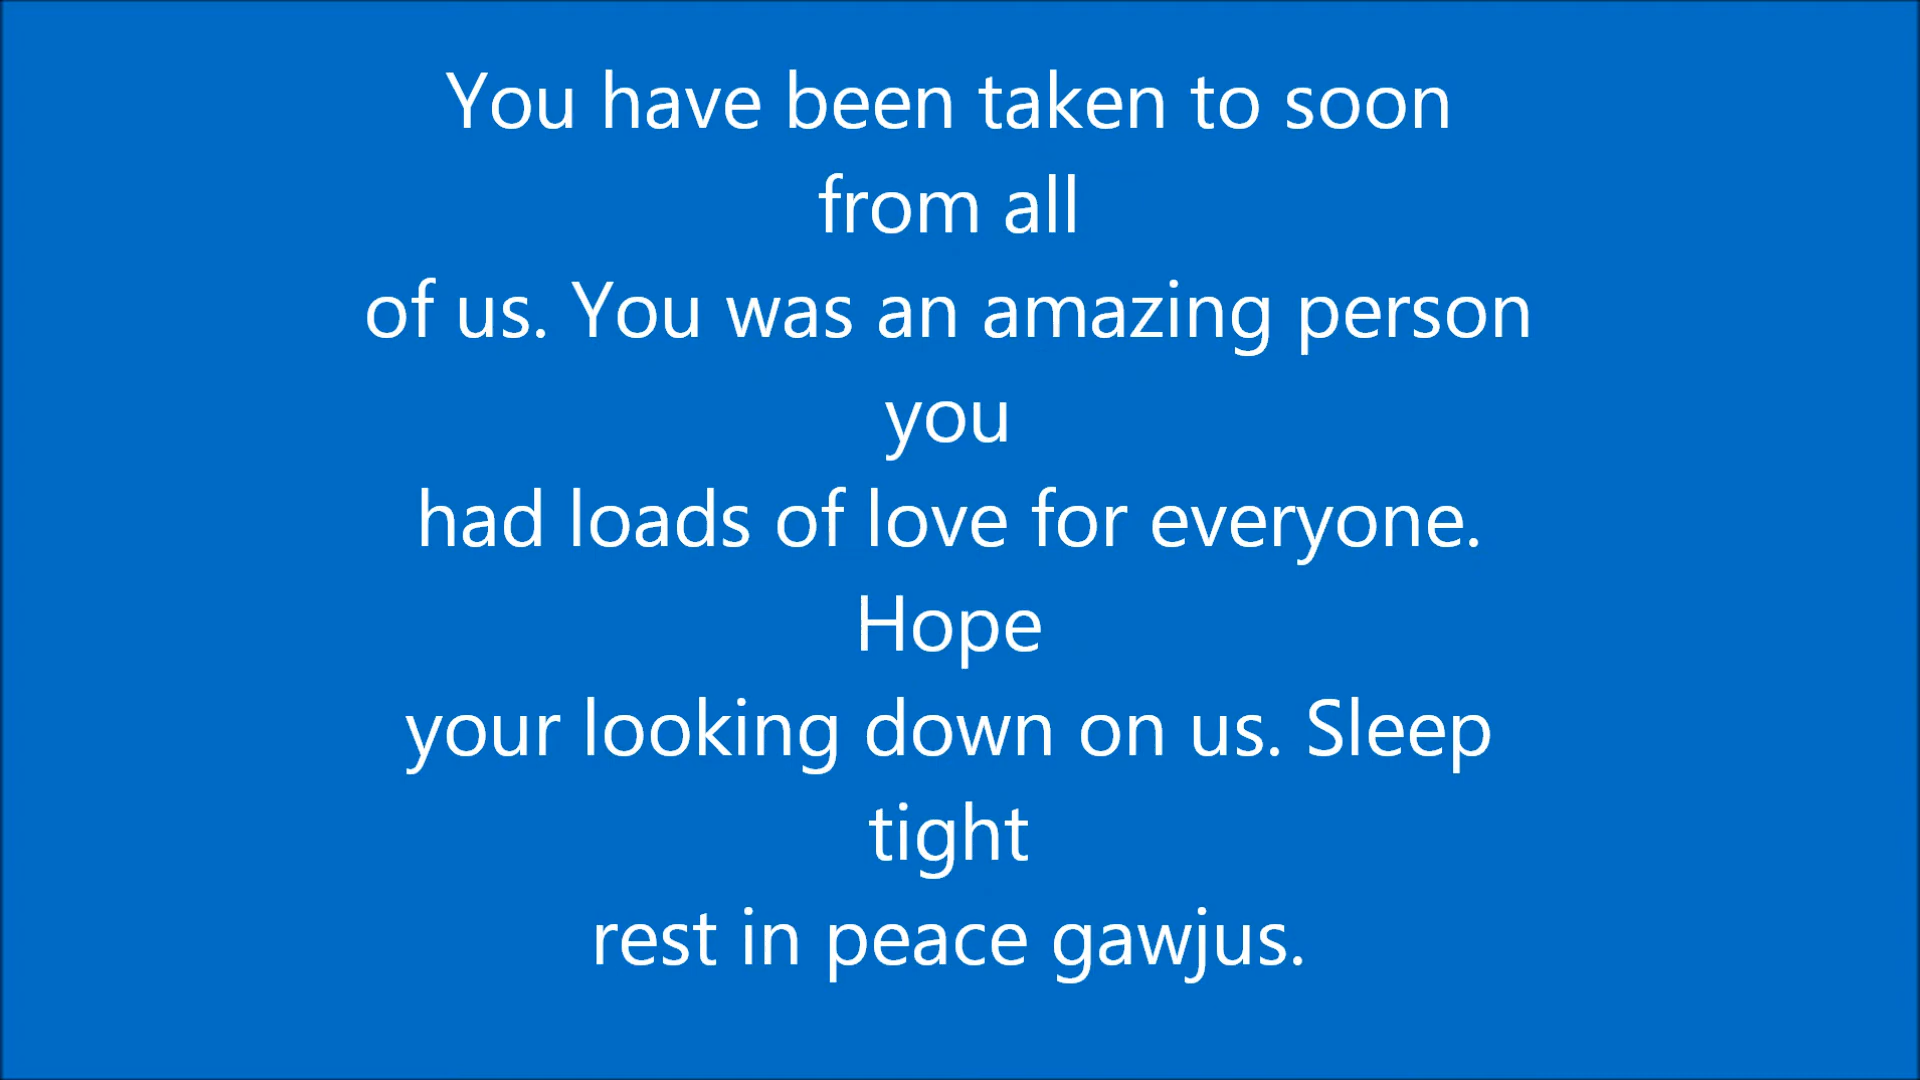 You have been taken to soon
from all
of us. You was an amazing person
you
had loads of love for everyone.
Hope
your looking down on us. Sleep
tight
rest in peace gawjus.